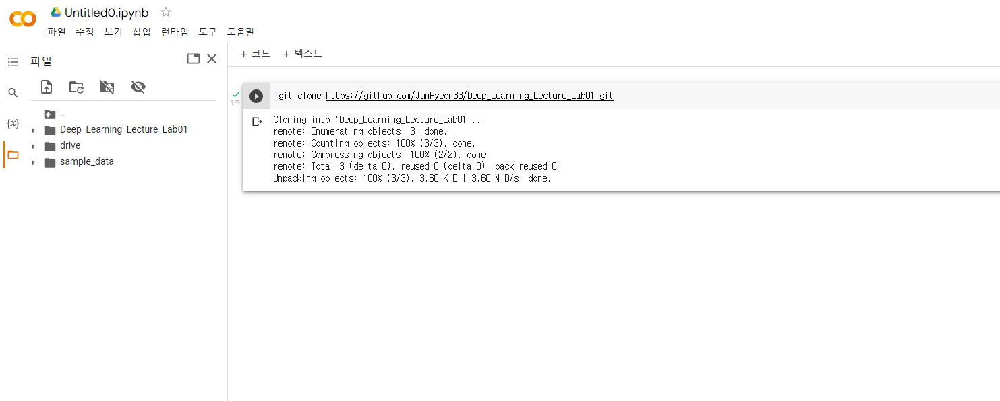 Untitled0.ipynb
파일 수정 보기 삽입 런타임 도구 도움말
파일
+ 코드 + 텍스트
..
Deep_Learning_Lecture_Lab01
drive
sample_data
{x}
1초
!git clone https://github.com/JunHyeon33/Deep_Learning_Lecture_Lab01.git
Cloning into 'Deep_Learning_Lecture_Lab01'...
remote: Enumerating objects: 3, done.
remote: Counting objects: 100% (3/3), done.
remote: Compressing objects: 100% (2/2), done.
remote: Total 3 (delta 0), reused 0 (delta 0), pack-reused 0
Unpacking objects: 100% (3/3), 3.68 KiB | 3.68 MiB/s, done.